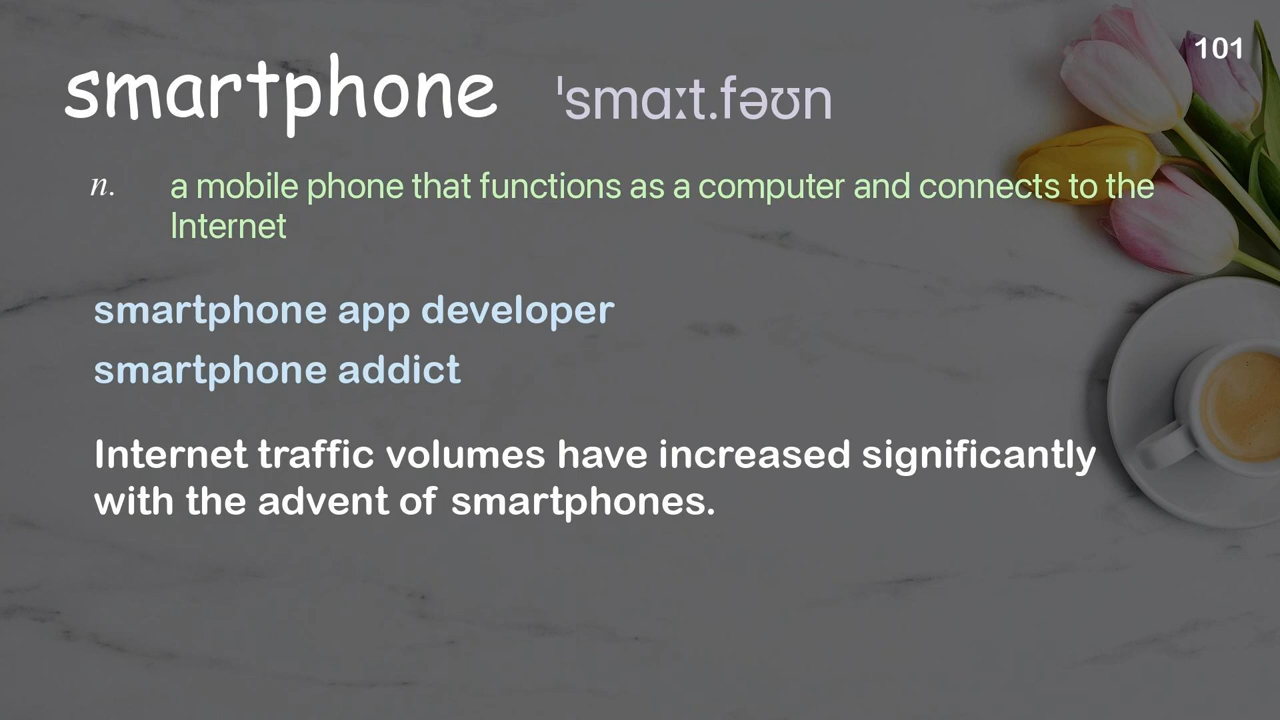 101
smartphone ˈsmɑːt.fəʊn
n. a mobile phone that functions as a computer and connects to the
Internet
smartphone app developer
smartphone addict
Internet traffic volumes have increased significantly
with the advent of smartphones.